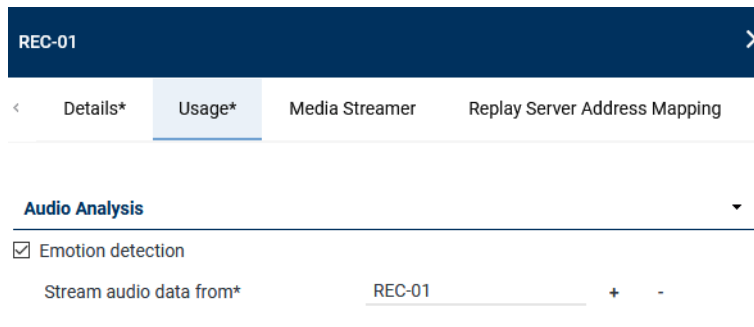 REC-01
Details* Usage* Media Streamer Replay Server Address Mapping
Audio Analysis
Emotion detection
Stream audio data from* REC-01 + -